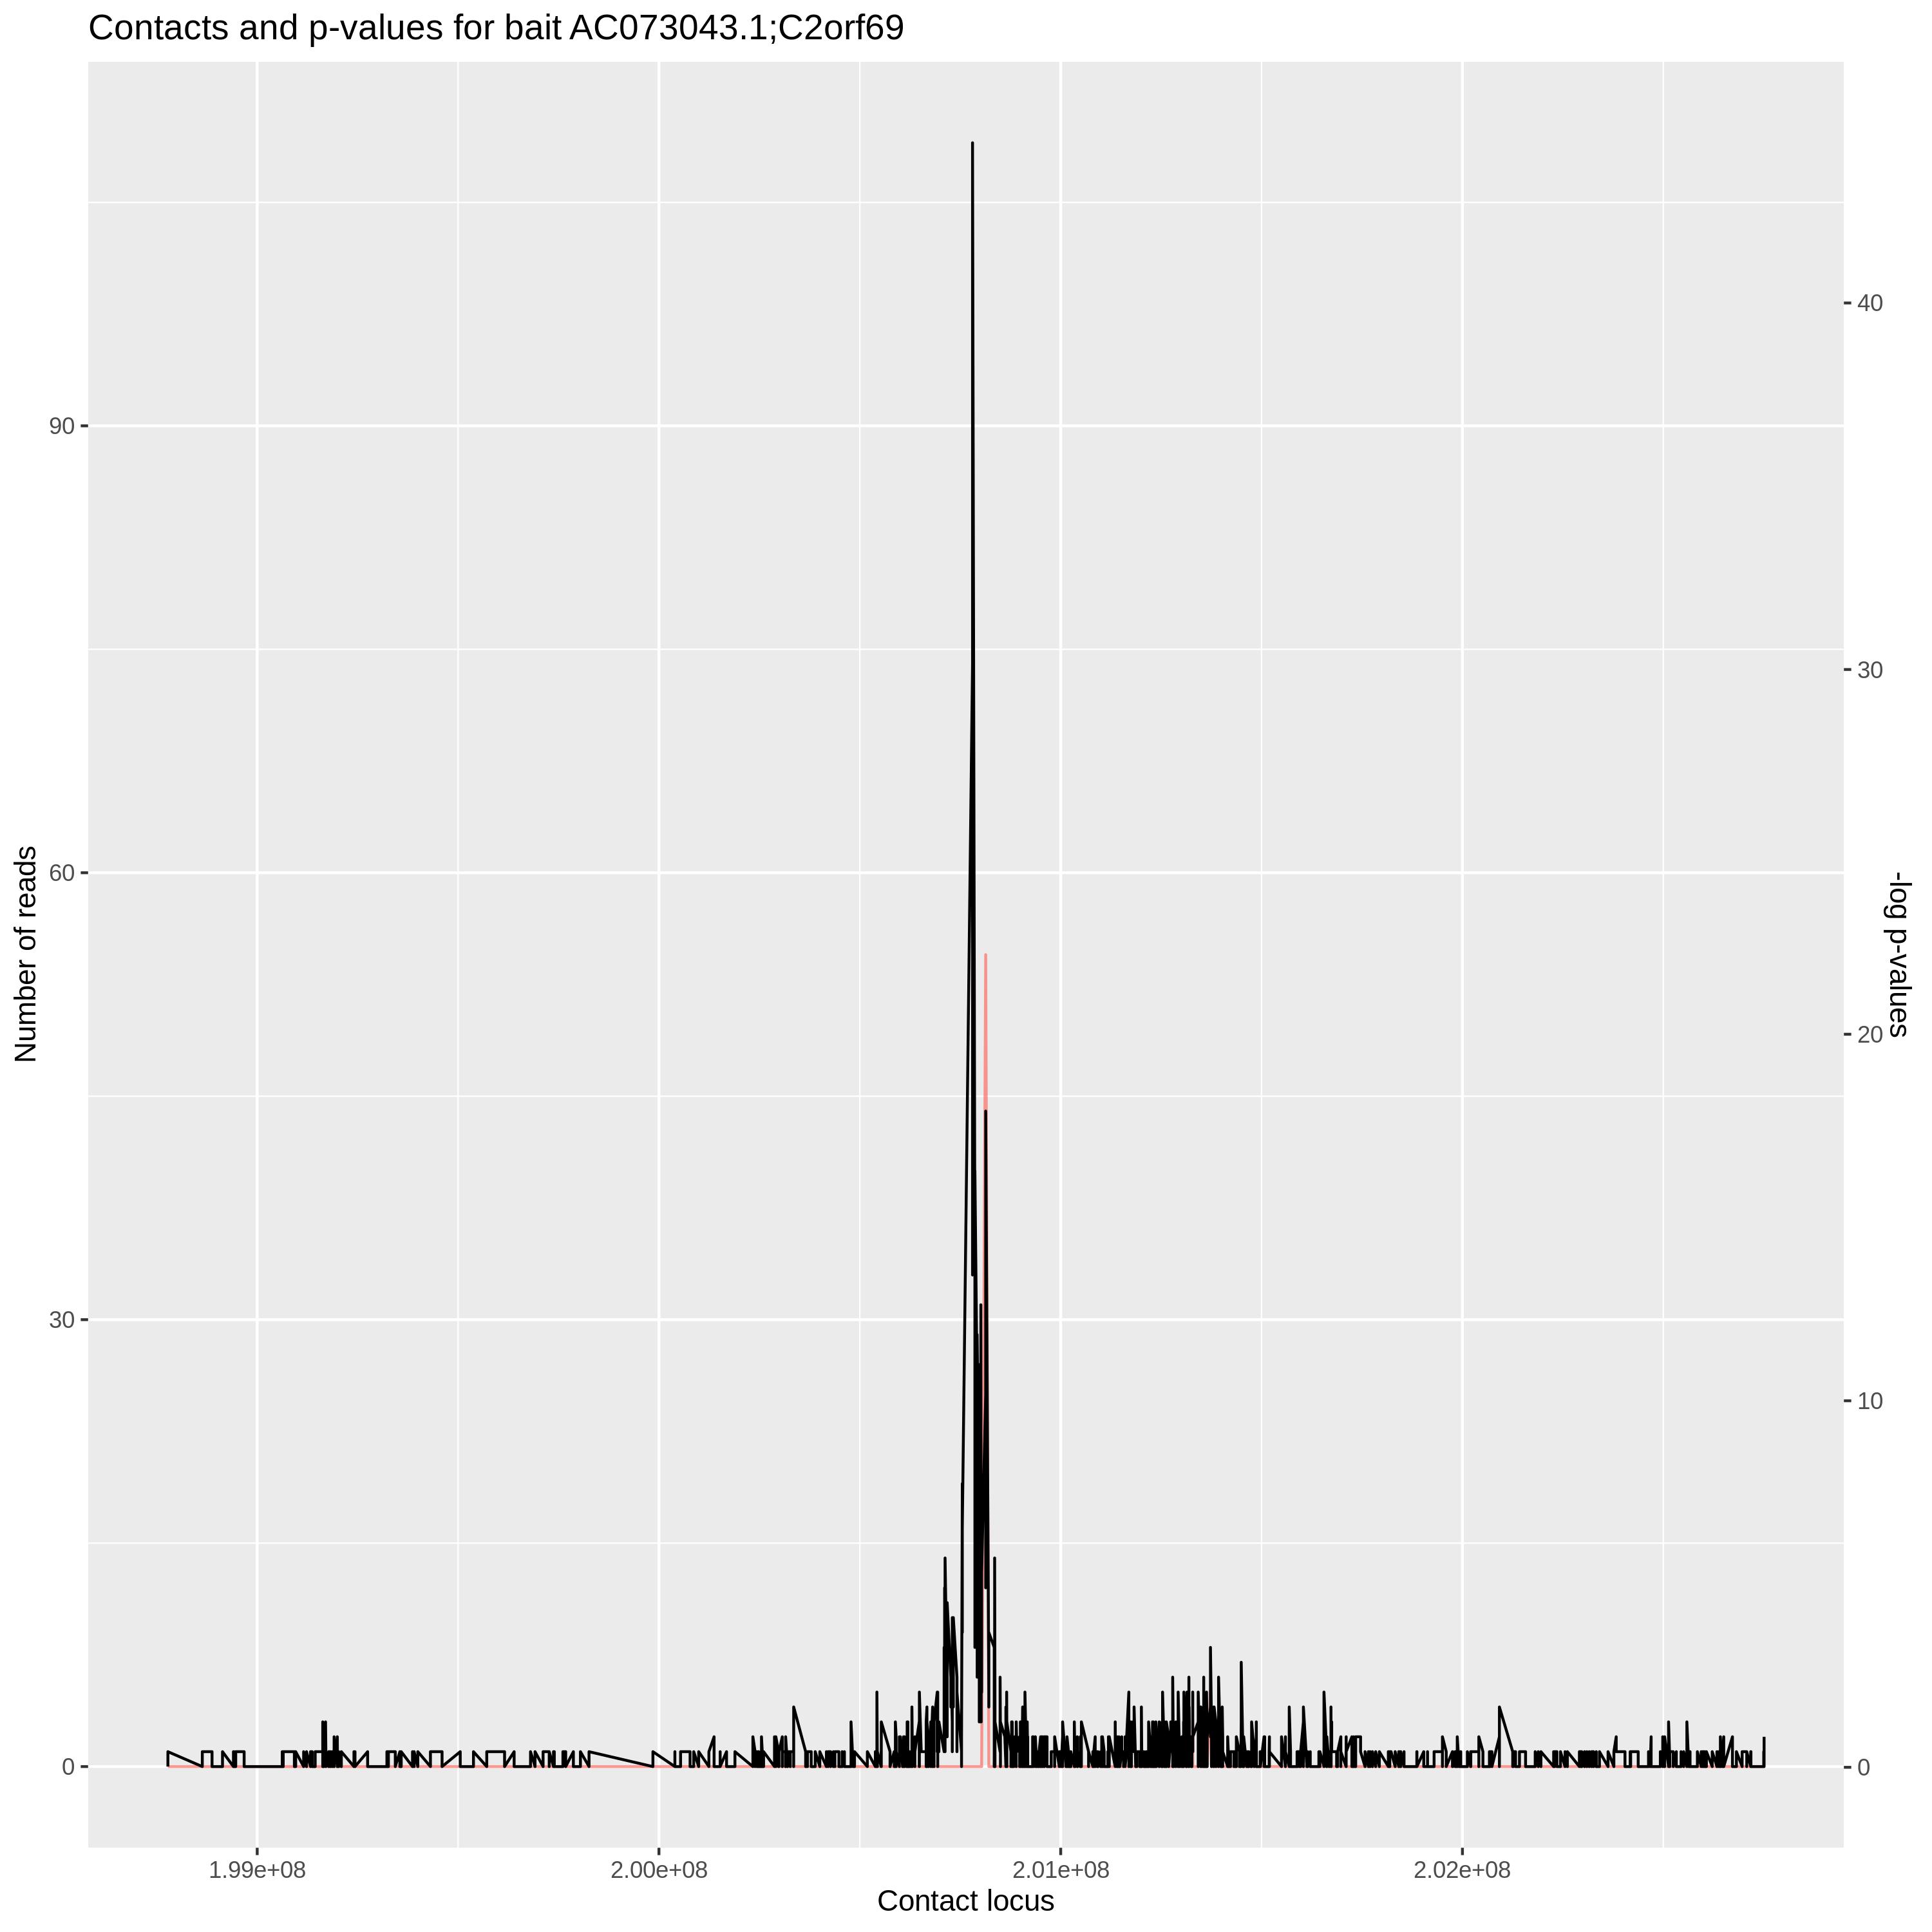 Contacts and p-values for bait AC073043.1;C2orf69
Number of reads
90
60
30
0
40
30
20
10
0
-log p-values
1.99e+08 2.00e+08 2.01e+08 2.02e+08
Contact locus